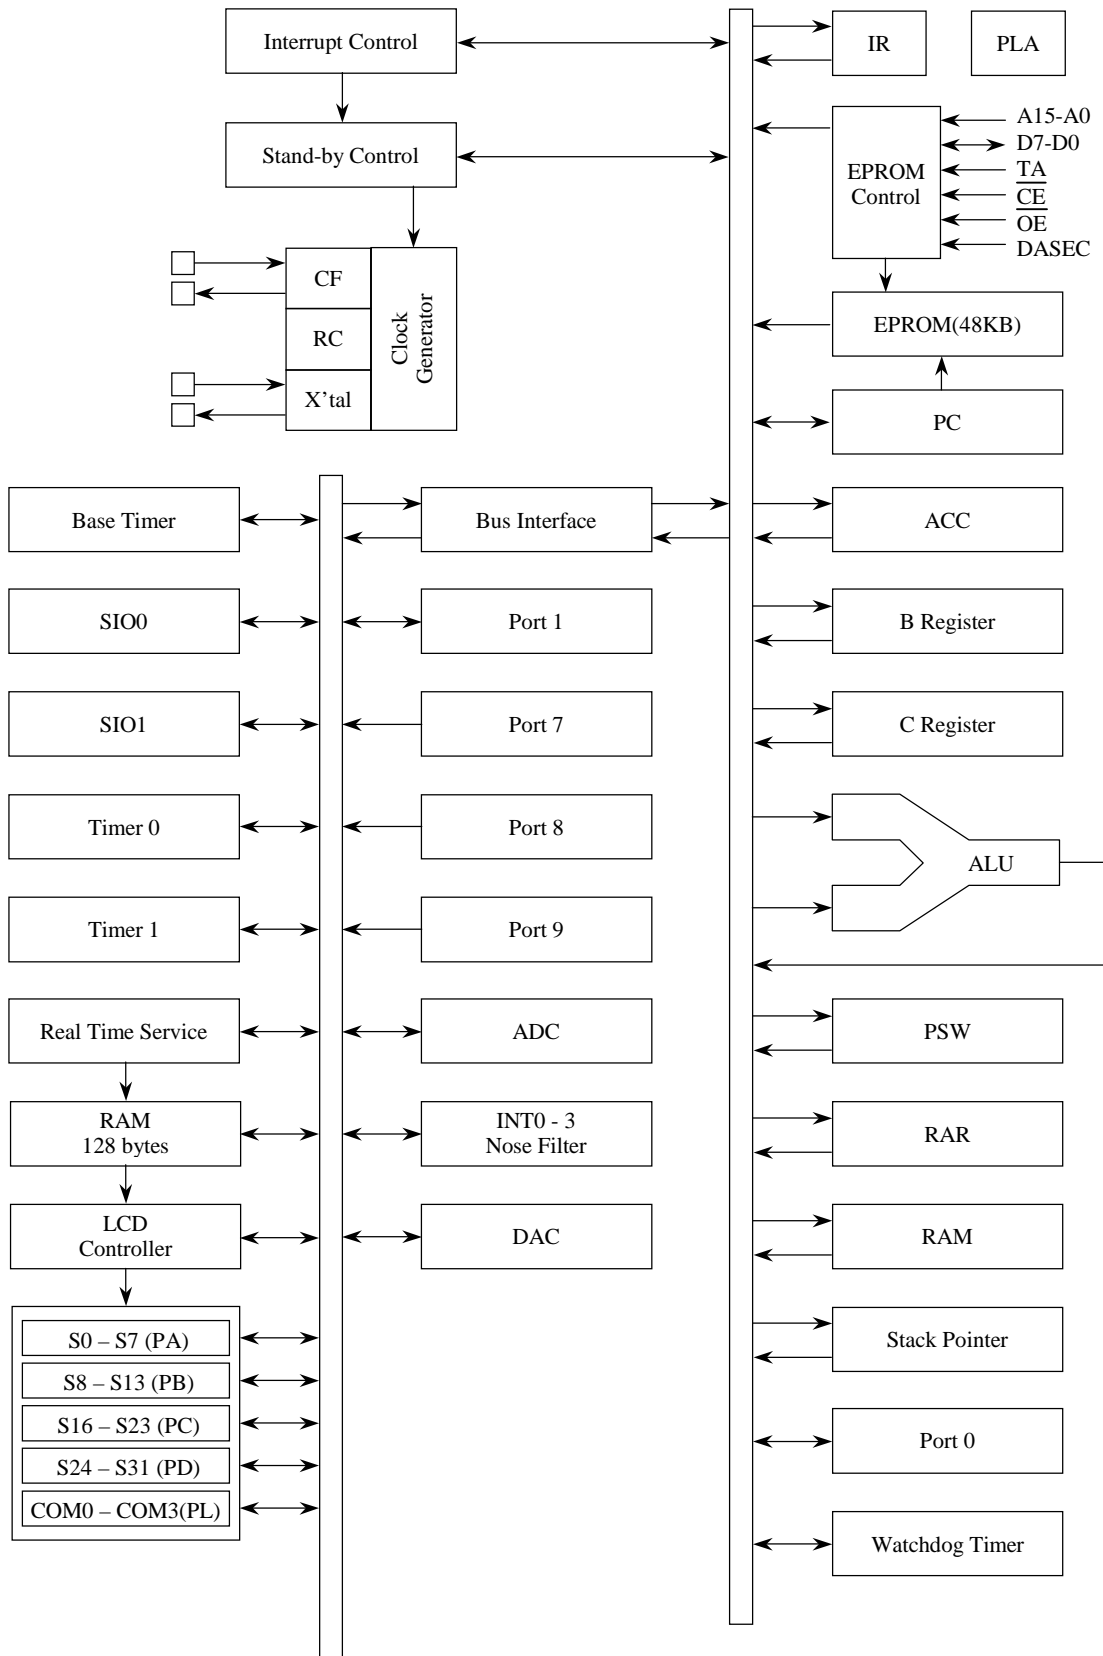 Interrupt Control
IR
PLA
Stand-by Control
EPROM
Control
A15-A0
D7-D0
TA
CE
OE
DASEC
CF
RC
X’tal
Clock
Generator
EPROM(48KB)
PC
Base Timer
Bus Interface
ACC
SIO0
Port 1
B Register
SIO1
Port 7
C Register
Timer 0
Port 8
ALU
Timer 1
Port 9
Real Time Service
ADC
PSW
RAM
128 bytes
INT0 - 3
Nose Filter
RAR
LCD
Controller
DAC
RAM
S0 – S7 (PA)
S8 – S13 (PB)
S16 – S23 (PC)
S24 – S31 (PD)
COM0 – COM3(PL)
Stack Pointer
Port 0
Watchdog Timer